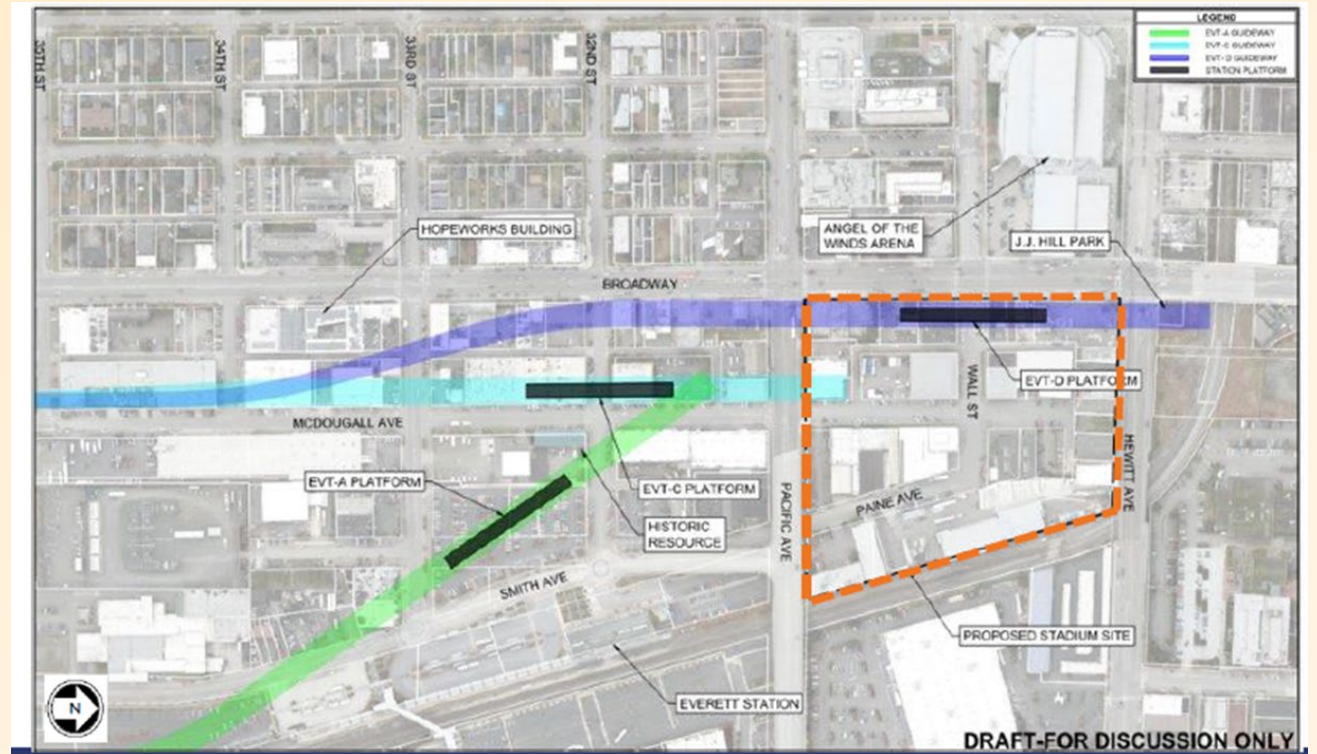 LEGEND
EVT-A GUIDEWAY
EVT-C GUIDEWAY
EVT-D GUIDEWAY
STATION PLATFORM
35TH ST
34TH ST
33RD ST
32ND ST
HOPEWORKS BUILDING
ANGEL OF THE
WINDS ARENA
J.J. HILL PARK
BROADWAY
WALL ST
EVT-D PLATFORM
MCDOUGALL AVE
HEWITT AVE
EVT-A PLATFORM
EVT-C PLATFORM
PACIFIC AVE
PAINE AVE
HISTORIC
RESOURCE
SMITH AVE
PROPOSED STADIUM SITE
N
EVERETT STATION
DRAFT-FOR DISCUSSION ONLY